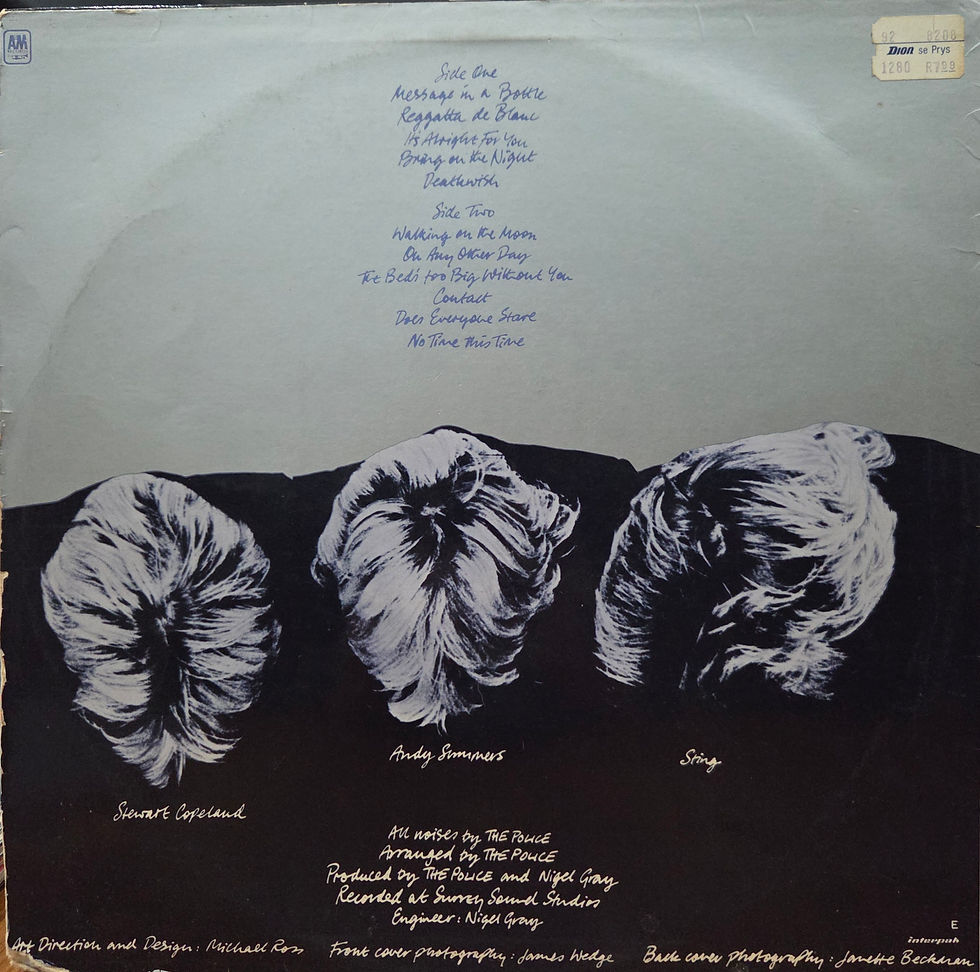 A&M
RECORDS
92 8208
Dion se Prys
1280 R799
Side One
Message in a Bottle
Reggatta de Blanc
Its Alright For You
Bring on the Night
Deathwish
Side Two
Walking on the Moon
On Any Other Day
The Bed's too Big Without You
Contact
Does Everyone Stare
No Time this Time
Andy Summers
Sting
Stewart Copeland
All noises by THE POLICE
Arranged by THE POLICE
Produced by THE POLICE and Nigel Gray
Recorded at Surrey Sound Studios
Engineer: Nigel Gray
E
interpak
Art Direction and Design: Michael Ross Front cover photography: James Wedge Back cover photography: Janette Beckman